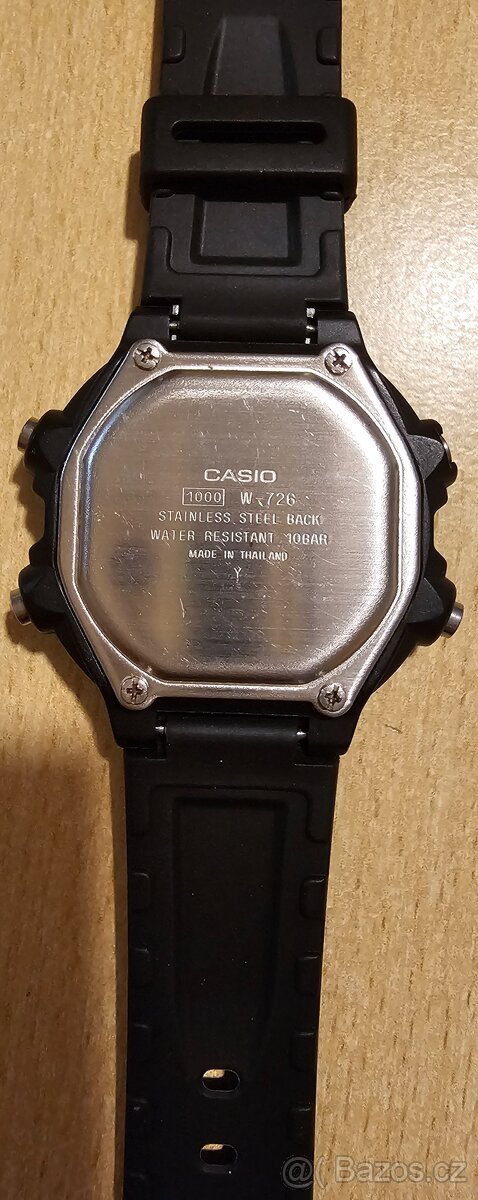 CASIO
1000 W-726
STAINLESS STEEL BACK
WATER RESISTANT 10BAR
MADE IN THAILAND
Y
@( Bazos.cz